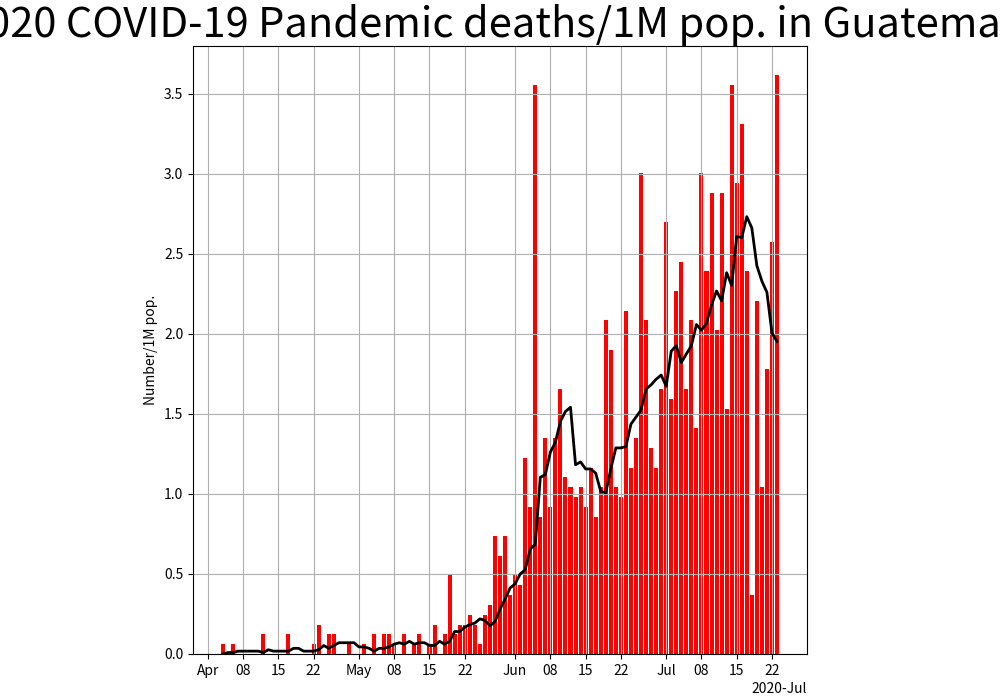 020 COVID-19 Pandemic deaths/1M pop. in Guatema
3.5
3.0
2.5
2.0
1.5
1.0
0.5
0.0
Number/1M pop.
Apr 08 15 22 May 08 15 22 Jun 08 15 22 Jul 08 15 22
2020-Jul